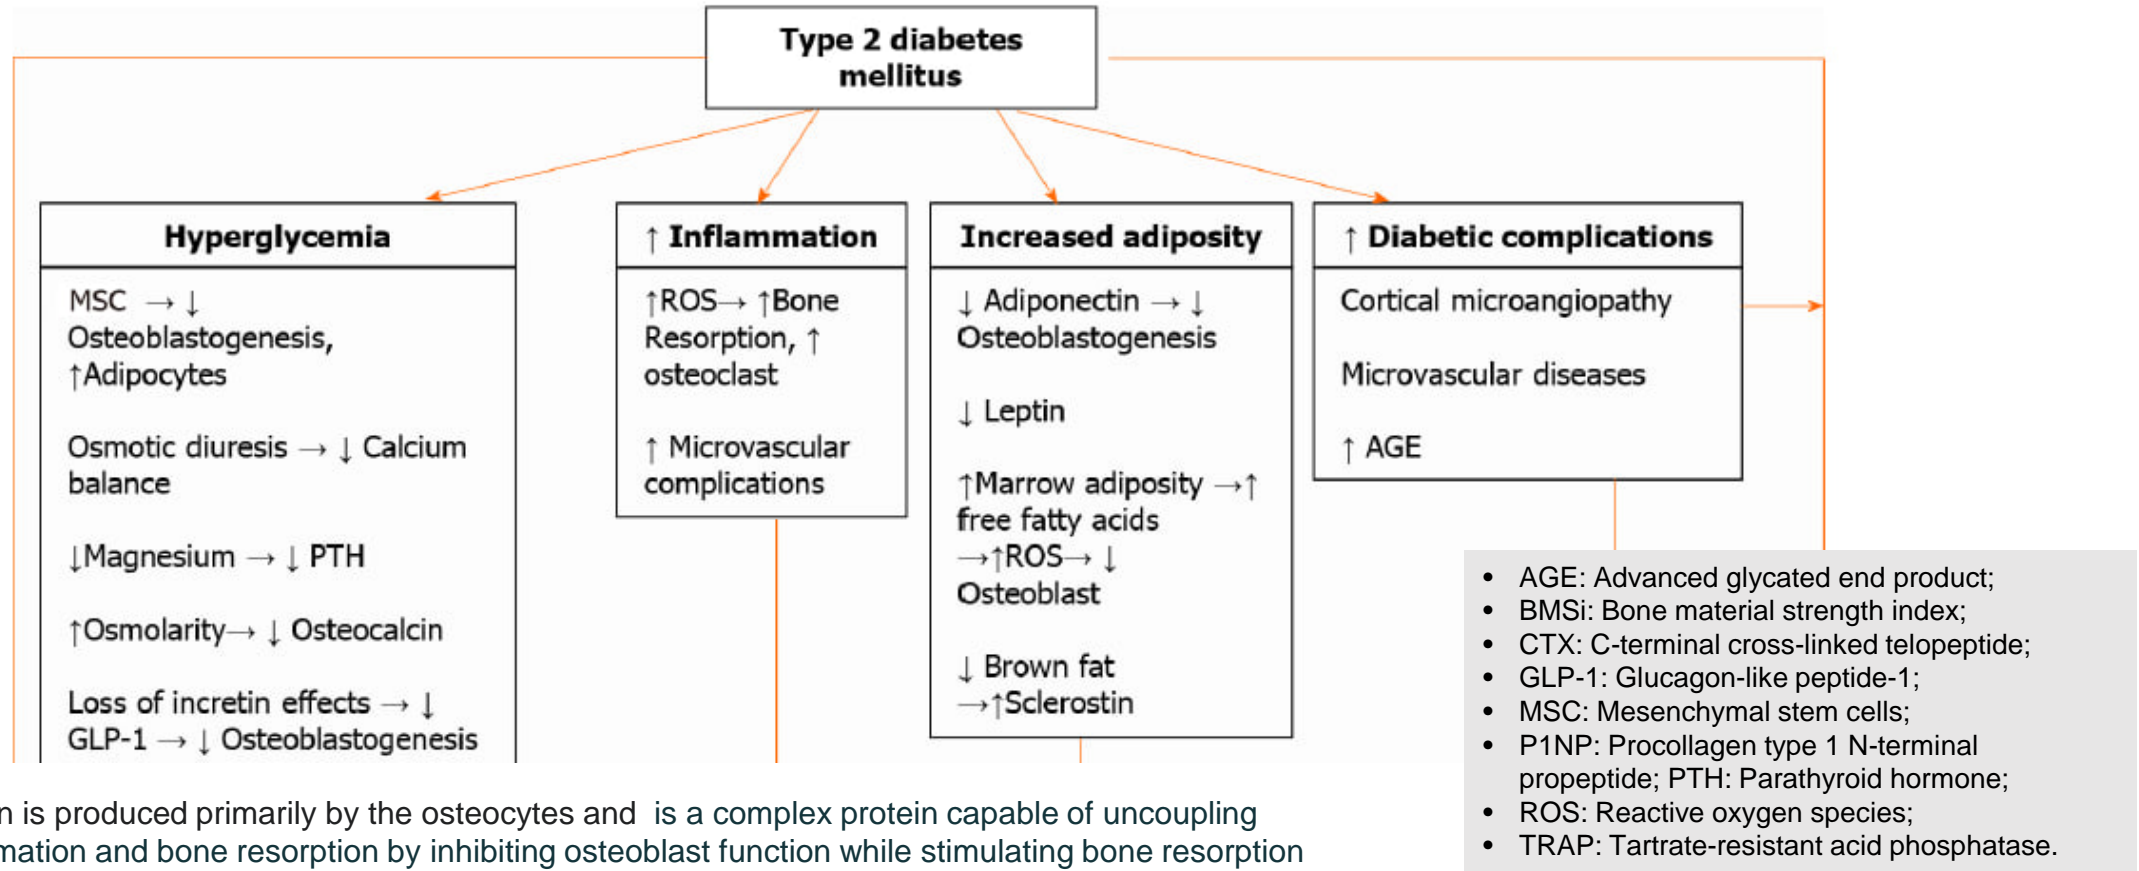 Type 2 diabetes
mellitus
Hyperglycemia
MSC → ↓
Osteoblastogenesis,
↑Adipocytes
Osmotic diuresis → ↓ Calcium
balance
↓Magnesium → ↓ PTH
↑Osmolarity→ ↓ Osteocalcin
Loss of incretin effects → ↓
GLP-1 → ↓ Osteoblastogenesis
↑ Inflammation
↑ROS→ ↑Bone
Resorption, ↑
osteoclast
↑ Microvascular
complications
Increased adiposity
↓ Adiponectin → ↓
Osteoblastogenesis
↓ Leptin
↑Marrow adiposity →↑
free fatty acids
→↑ROS→ ↓
Osteoblast
↓ Brown fat
→↑Sclerostin
↑ Diabetic complications
Cortical microangiopathy
Microvascular diseases
↑ AGE
• AGE: Advanced glycated end product;
• BMSi: Bone material strength index;
• CTX: C-terminal cross-linked telopeptide;
• GLP-1: Glucagon-like peptide-1;
• MSC: Mesenchymal stem cells;
• P1NP: Procollagen type 1 N-terminal
propeptide; PTH: Parathyroid hormone;
• ROS: Reactive oxygen species;
• TRAP: Tartrate-resistant acid phosphatase.
n is produced primarily by the osteocytes and is a complex protein capable of uncoupling
mation and bone resorption by inhibiting osteoblast function while stimulating bone resorption